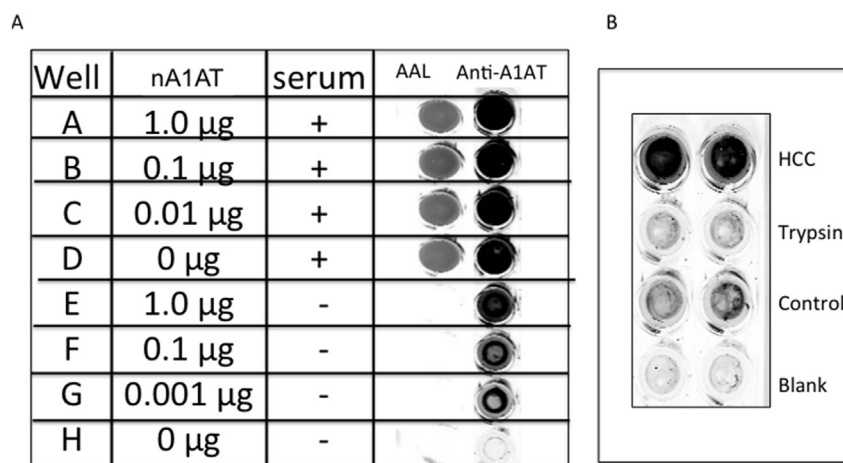 A
B
Well nA1AT serum AAL Anti-A1AT
A 1.0 µg +
B 0.1 µg +
C 0.01 µg +
D 0 µg +
E 1.0 µg -
F 0.1 µg -
G 0.001 µg -
H 0 µg -
HCC
Trypsin
Control
Blank